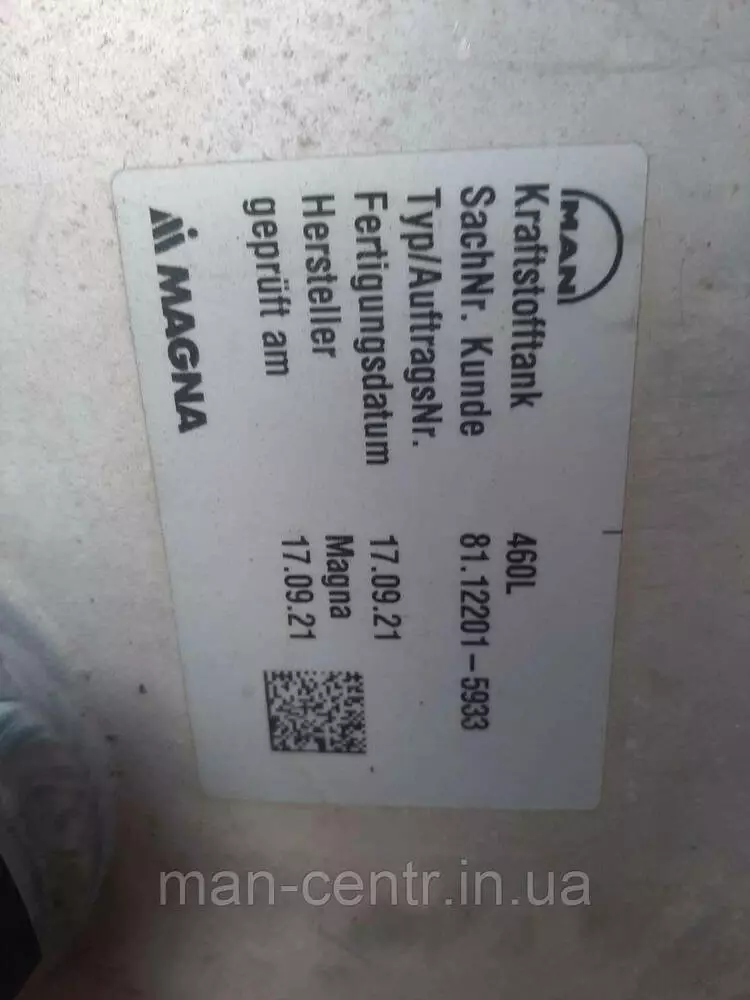 MAN
Kraftstofftank 460L
SachNr. Kunde 81.12201-5933
Typ/AuftragsNr.
Fertigungsdatum 17.09.21
Hersteller Magna
geprüft am 17.09.21
MAGNA
man-centr.in.ua